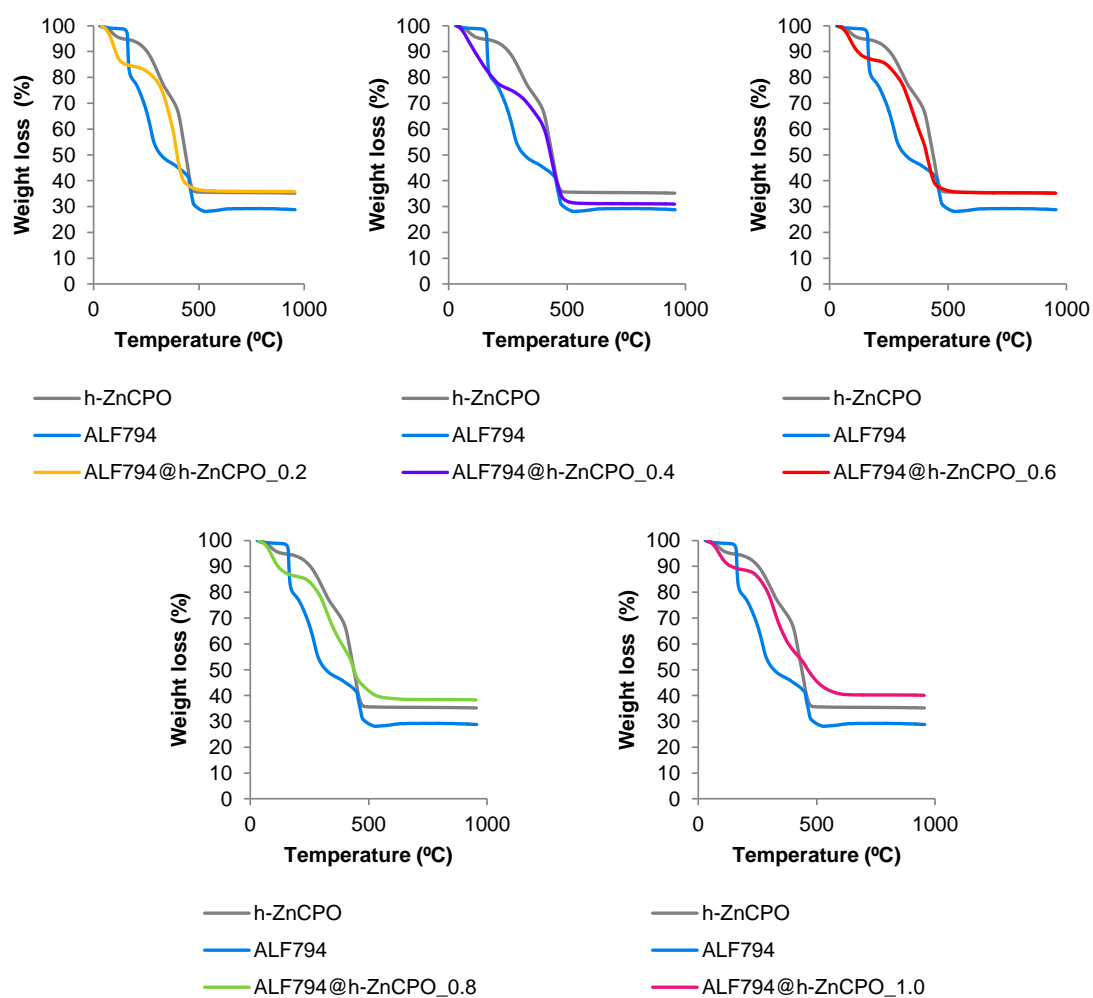 Weight loss (%)
100
90
80
70
60
50
40
30
20
10
0
0 500 1000
Temperature (ºC)
h-ZnCPO
ALF794
ALF794@h-ZnCPO_0.2
Weight loss (%)
100
90
80
70
60
50
40
30
20
10
0
0 500 1000
Temperature (ºC)
h-ZnCPO
ALF794
ALF794@h-ZnCPO_0.4
Weight loss (%)
100
90
80
70
60
50
40
30
20
10
0
0 500 1000
Temperature (ºC)
h-ZnCPO
ALF794
ALF794@h-ZnCPO_0.6
Weight loss (%)
100
90
80
70
60
50
40
30
20
10
0
0 500 1000
Temperature (ºC)
h-ZnCPO
ALF794
ALF794@h-ZnCPO_0.8
Weight loss (%)
100
90
80
70
60
50
40
30
20
10
0
0 500 1000
Temperature (ºC)
h-ZnCPO
ALF794
ALF794@h-ZnCPO_1.0